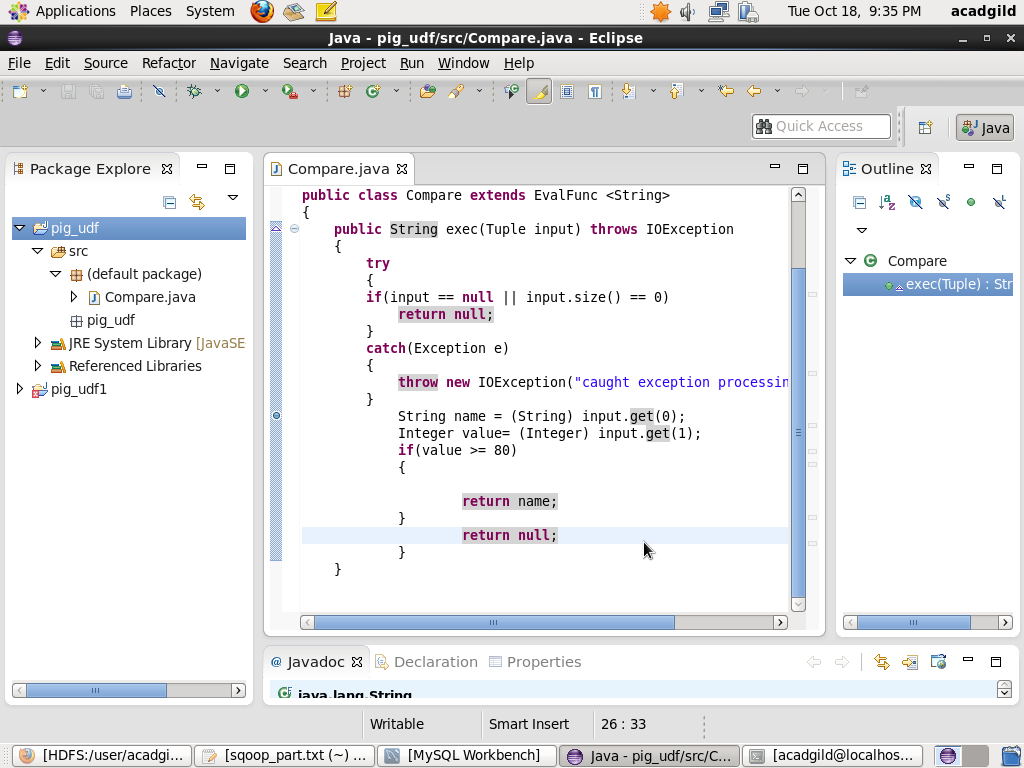 Applications Places System Tue Oct 18, 9:35 PM acadgild
Java - pig_udf/src/Compare.java - Eclipse
File Edit Source Refactor Navigate Search Project Run Window Help
Quick Access Java
Package Explore
pig_udf
src
(default package)
Compare.java
pig_udf
JRE System Library [JavaSE
Referenced Libraries
pig_udf1
Compare.java
public class Compare extends EvalFunc <String>
{
public String exec(Tuple input) throws IOException
{
try
{
if(input == null || input.size() == 0)
return null;
}
catch(Exception e)
{
throw new IOException("caught exception processin
}
String name = (String) input.get(0);
Integer value= (Integer) input.get(1);
if(value >= 80)
{
return name;
}
return null;
}
}
Outline
Compare
exec(Tuple) : Str
@ Javadoc Declaration Properties
java.lang.String
Writable Smart Insert 26 : 33
[HDFS:/user/acadgi... [sqoop_part.txt (~) ... [MySQL Workbench] Java - pig_udf/src/C... [acadgild@localhos...